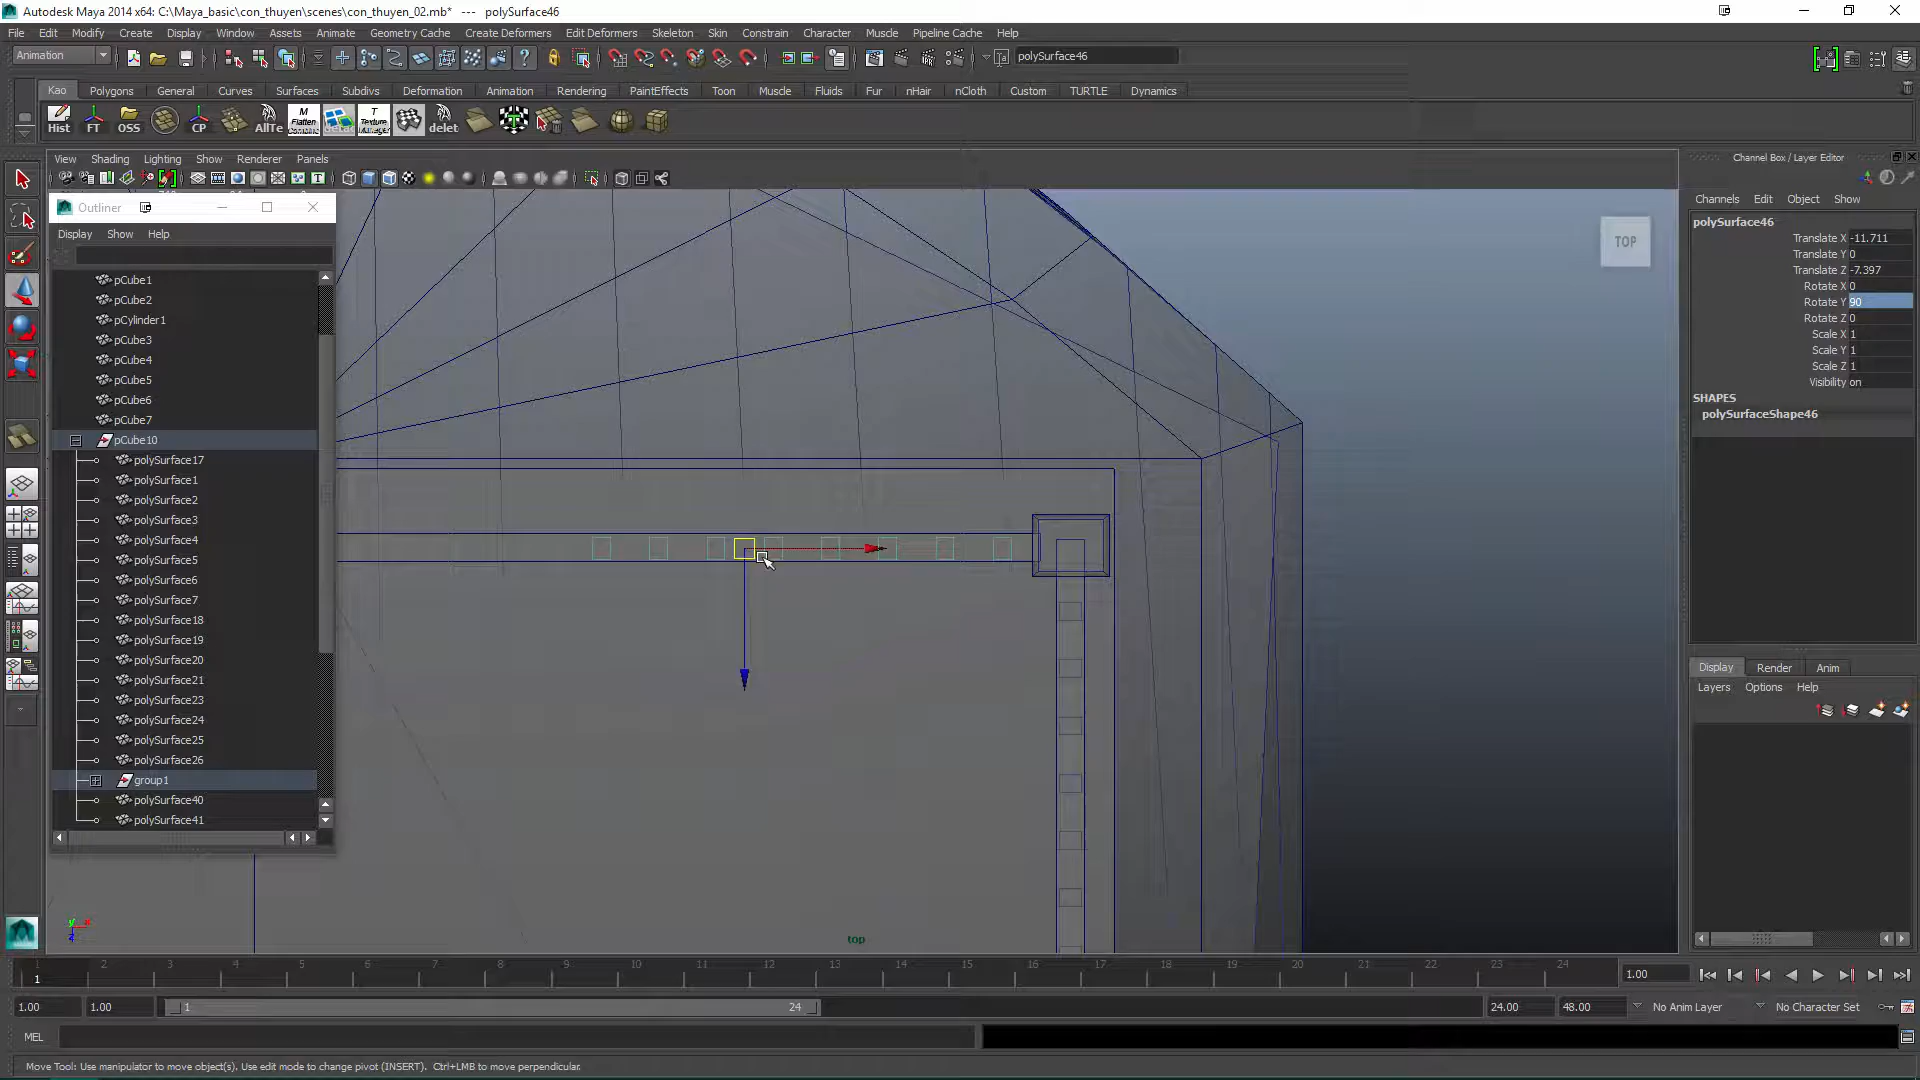 Autodesk Maya 2014 x64: C:\Maya_basic\con_thuyen\scenes\con_thuyen_02.mb* --- polySurface46
File Edit Modify Create Display Window Assets Animate Geometry Cache Create Deformers Edit Deformers Skeleton Skin Constrain Character Muscle Pipeline Cache Help
Animation
polySurface46
Kao Polygons General Curves Surfaces Subdivs Deformation Animation Rendering PaintEffects Toon Muscle Fluids Fur nHair nCloth Custom TURTLE Dynamics
Hist FT OSS CP AllTe M Flatten T Texture Manager delet
View Shading Lighting Show Renderer Panels
Outliner
Display Show Help
pCube1
pCube2
pCylinder1
pCube3
pCube4
pCube5
pCube6
pCube7
pCube10
polySurface17
polySurface1
polySurface2
polySurface3
polySurface4
polySurface5
polySurface6
polySurface7
polySurface18
polySurface19
polySurface20
polySurface21
polySurface23
polySurface24
polySurface25
polySurface26
group1
polySurface40
polySurface41
TOP
top
Channel Box / Layer Editor
Channels Edit Object Show
polySurface46
Translate X -11.711
Translate Y 0
Translate Z -7.397
Rotate X 0
Rotate Y 90
Rotate Z 0
Scale X 1
Scale Y 1
Scale Z 1
Visibility on
SHAPES
polySurfaceShape46
Display Render Anim
Layers Options Help
1 2 3 4 5 6 7 8 9 10 11 12 13 14 15 16 17 18 19 20 21 22 23 24
1
1.00
1.00 1.00 1 24 24.00 48.00 No Anim Layer No Character Set
MEL
Move Tool: Use manipulator to move object(s). Use edit mode to change pivot (INSERT). Ctrl+LMB to move perpendicular.